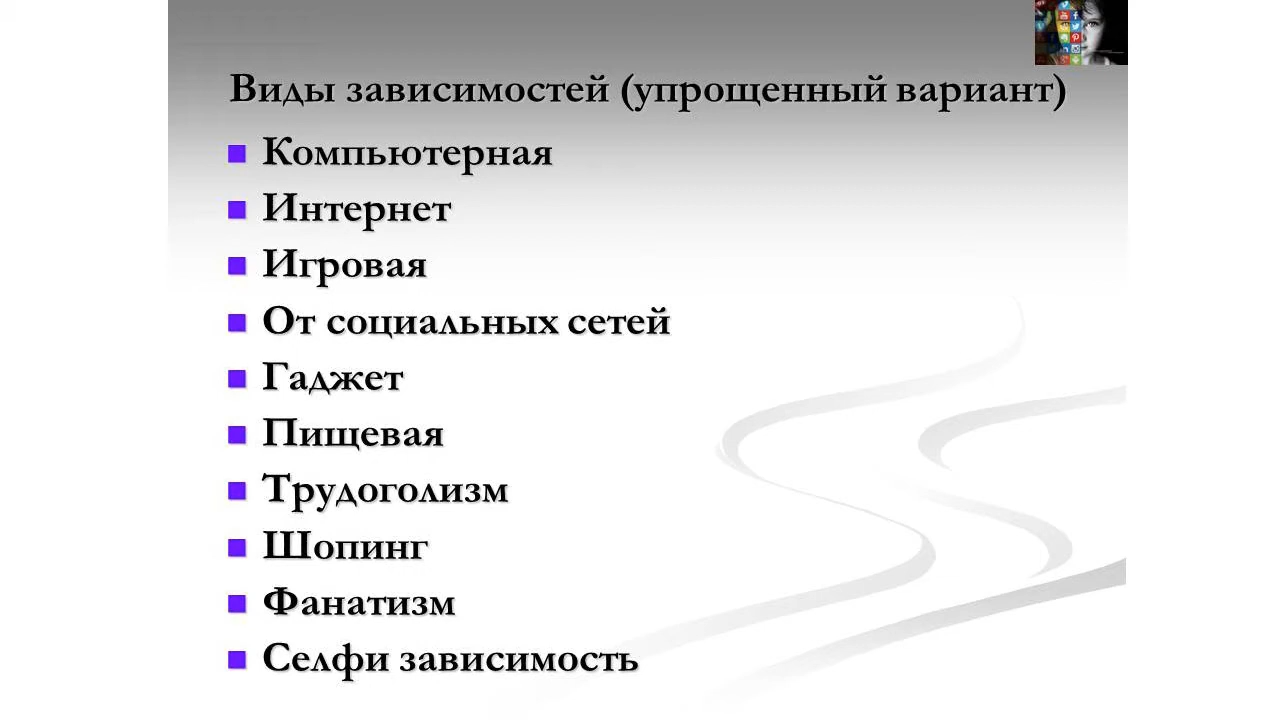 Виды зависимостей (упрощенный вариант)
Компьютерная
Интернет
Игровая
От социальных сетей
Гаджет
Пищевая
Трудоголизм
Шопинг
Фанатизм
Селфи зависимость